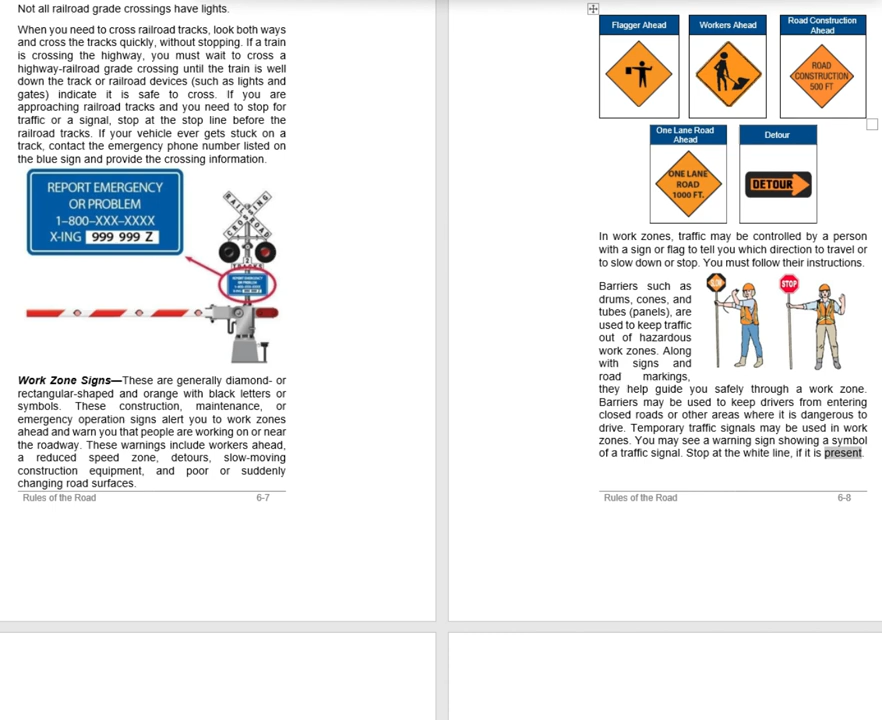 Not all railroad grade crossings have lights.
When you need to cross railroad tracks, look both ways
and cross the tracks quickly, without stopping. If a train
is crossing the highway, you must wait to cross a
highway-railroad grade crossing until the train is well
down the track or railroad devices (such as lights and
gates) indicate it is safe to cross. If you are
approaching railroad tracks and you need to stop for
traffic or a signal, stop at the stop line before the
railroad tracks. If your vehicle ever gets stuck on a
track, contact the emergency phone number listed on
the blue sign and provide the crossing information.
REPORT EMERGENCY
OR PROBLEM
1-800-XXX-XXXX
X-ING 999 999 Z
RAILROAD
CROSSING
Work Zone Signs—These are generally diamond- or
rectangular-shaped and orange with black letters or
symbols. These construction, maintenance, or
emergency operation signs alert you to work zones
ahead and warn you that people are working on or near
the roadway. These warnings include workers ahead,
a reduced speed zone, detours, slow-moving
construction equipment, and poor or suddenly
changing road surfaces.
Rules of the Road 6-7
Flagger Ahead
Workers Ahead
Road Construction
Ahead
ROAD
CONSTRUCTION
500 FT
One Lane Road
Ahead
ONE LANE
ROAD
1000 FT.
Detour
DETOUR
In work zones, traffic may be controlled by a person
with a sign or flag to tell you which direction to travel or
to slow down or stop. You must follow their instructions.
Barriers such as
drums, cones, and
tubes (panels), are
used to keep traffic
out of hazardous
work zones. Along
with signs and
road markings,
STOP
they help guide you safely through a work zone.
Barriers may be used to keep drivers from entering
closed roads or other areas where it is dangerous to
drive. Temporary traffic signals may be used in work
zones. You may see a warning sign showing a symbol
of a traffic signal. Stop at the white line, if it is present.
Rules of the Road 6-8